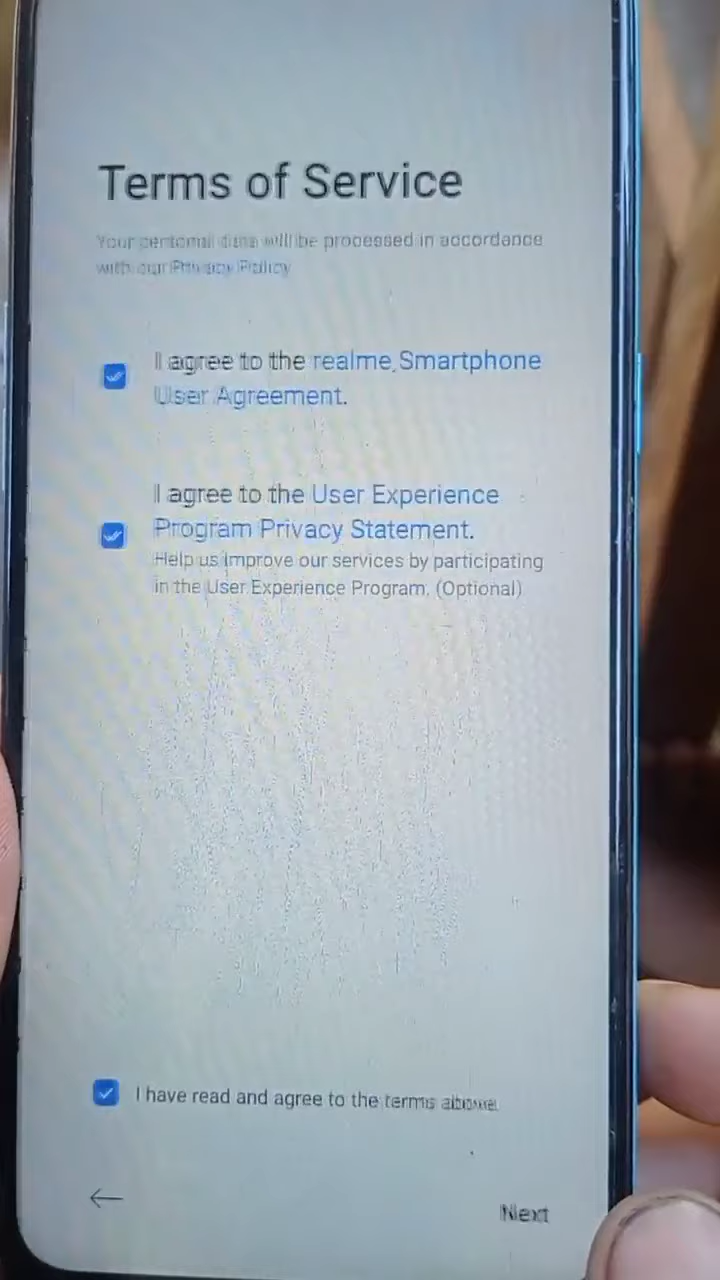 Terms of Service
Your personal data will be processed in accordance
with our Privacy Policy
I agree to the realme Smartphone
User Agreement.
I agree to the User Experience
Program Privacy Statement.
Help us improve our services by participating
in the User Experience Program. (Optional)
I have read and agree to the terms above.
Next